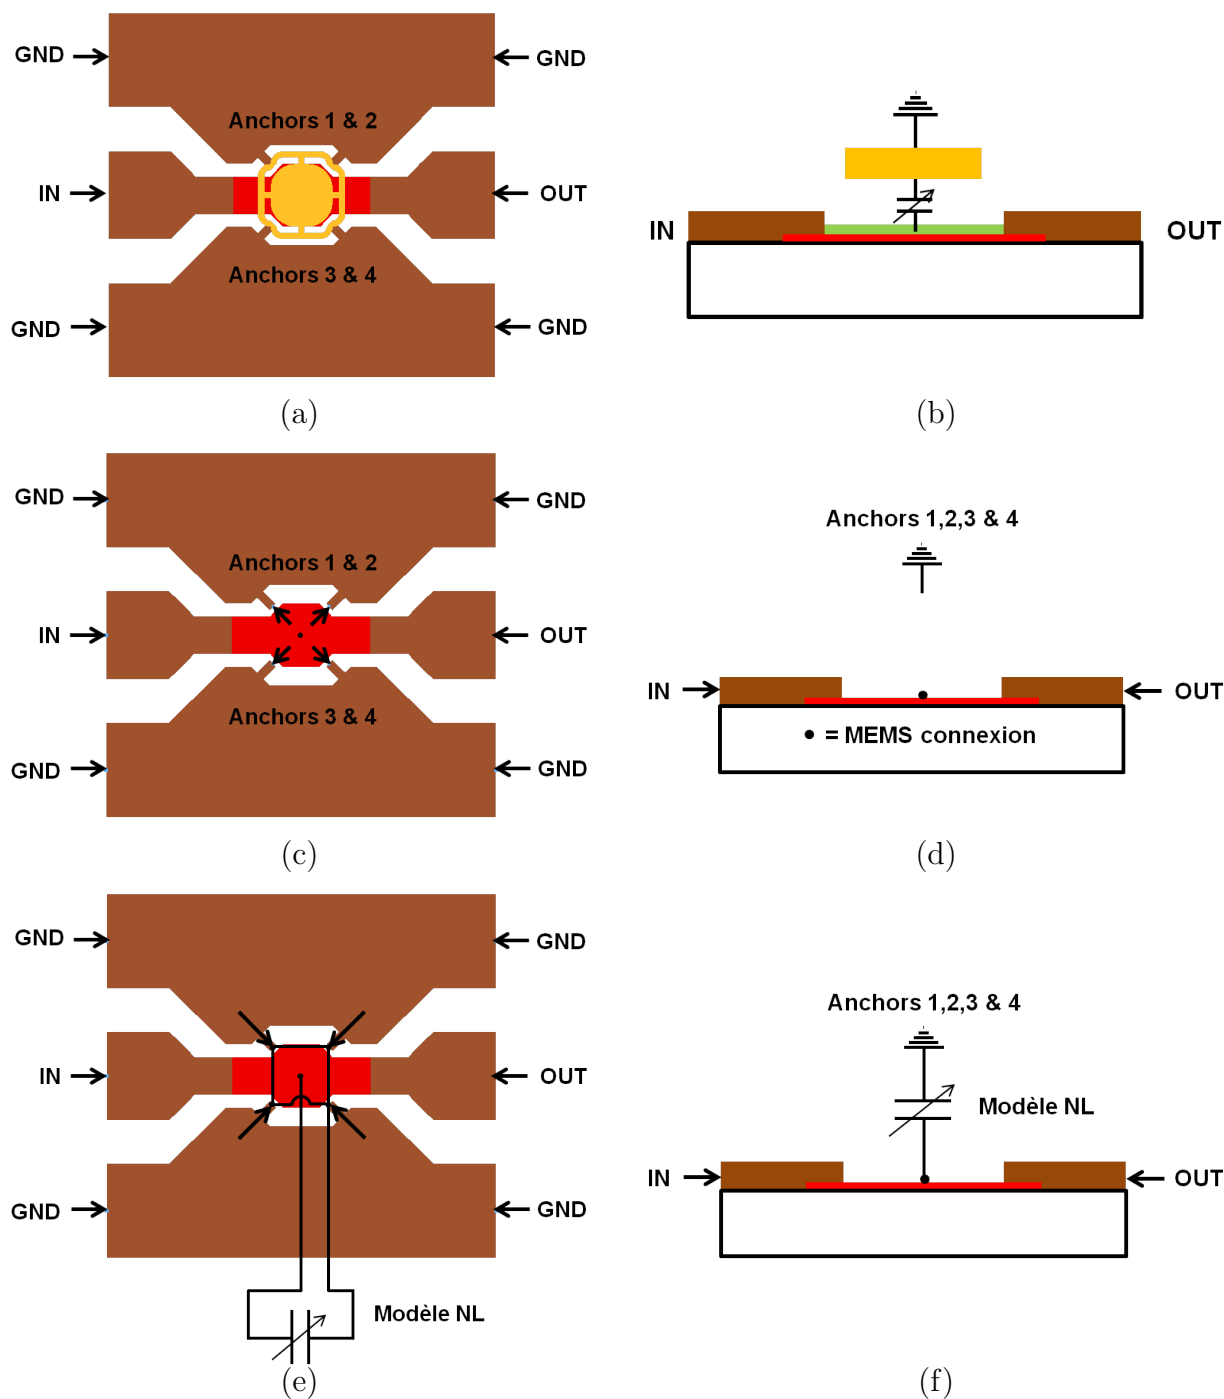 GND
GND
Anchors 1 & 2
IN
OUT
Anchors 3 & 4
GND
GND
(a)
IN
OUT
(b)
GND
GND
Anchors 1 & 2
IN
OUT
Anchors 3 & 4
GND
GND
(c)
Anchors 1,2,3 & 4
IN
OUT
= MEMS connexion
(d)
GND
GND
IN
OUT
GND
GND
Modèle NL
(e)
Anchors 1,2,3 & 4
Modèle NL
IN
OUT
(f)